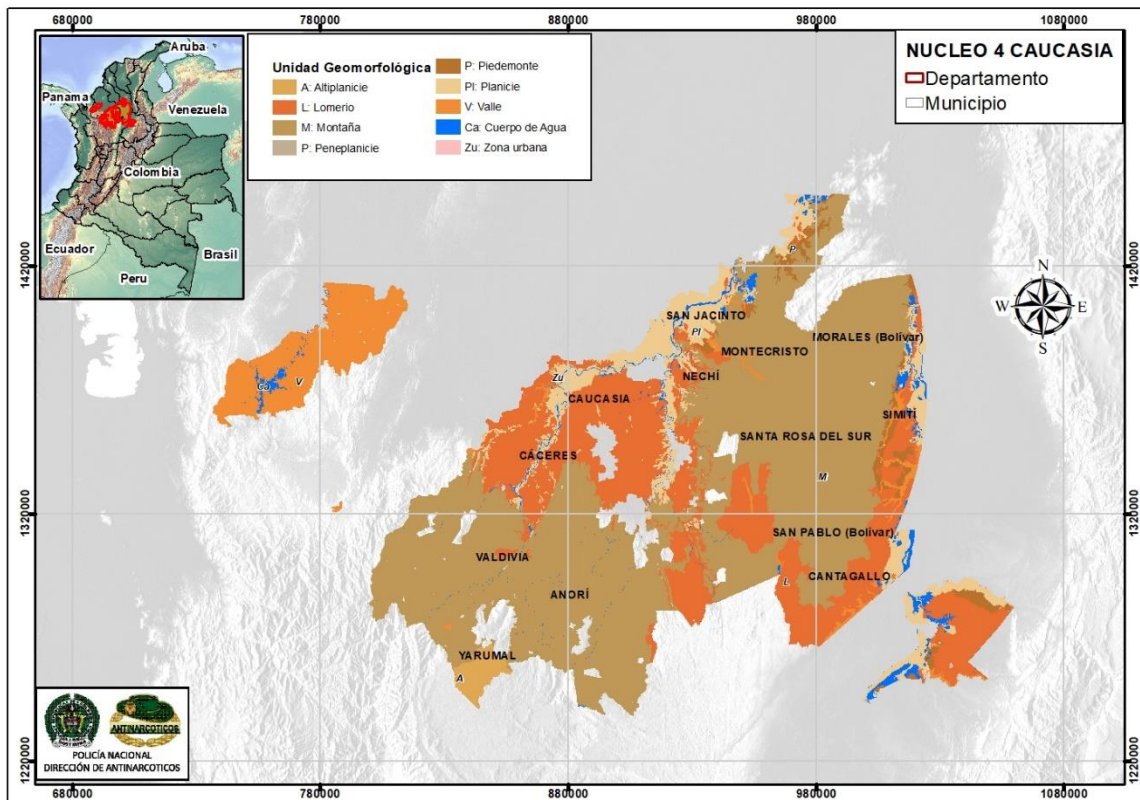 680000 780000 880000 980000 1080000
Aruba
Panama
Venezuela
Colombia
Ecuador
Brasil
Peru
Unidad Geomorfológica
A: Altiplanicie
L: Lomerio
M: Montaña
P: Peneplanicie
P: Piedemonte
Pl: Planicie
V: Valle
Ca: Cuerpo de Agua
Zu: Zona urbana
NUCLEO 4 CAUCASIA
Departamento
Municipio
1420000
1420000
N
W
E
S
P
SAN JACINTO
Pl
MORALES (Bolívar)
MONTECRISTO
NECHÍ
Zu
Ca
V
CAUCASIA
SIMITÍ
SANTA ROSA DEL SUR
CÁCERES
M
1320000
1320000
SAN PABLO (Bolívar)
VALDIVIA
CANTAGALLO
L
ANORÍ
YARUMAL
A
ANTINARCOTICOS
POLICÍA NACIONAL
DIRECCIÓN DE ANTINARCOTICOS
1220000
1220000
680000 780000 880000 980000 1080000